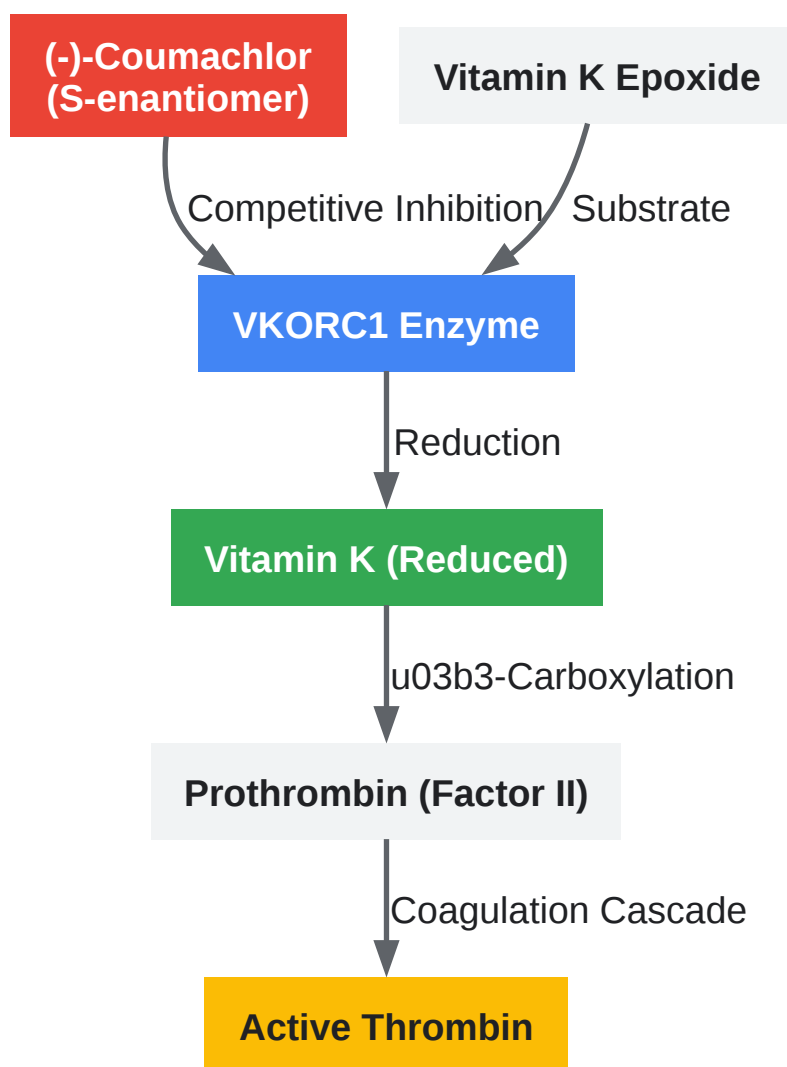 (-)-Coumachlor
(S-enantiomer)
Vitamin K Epoxide
Competitive Inhibition
Substrate
VKORC1 Enzyme
Reduction
Vitamin K (Reduced)
u03b3-Carboxylation
Prothrombin (Factor II)
Coagulation Cascade
Active Thrombin